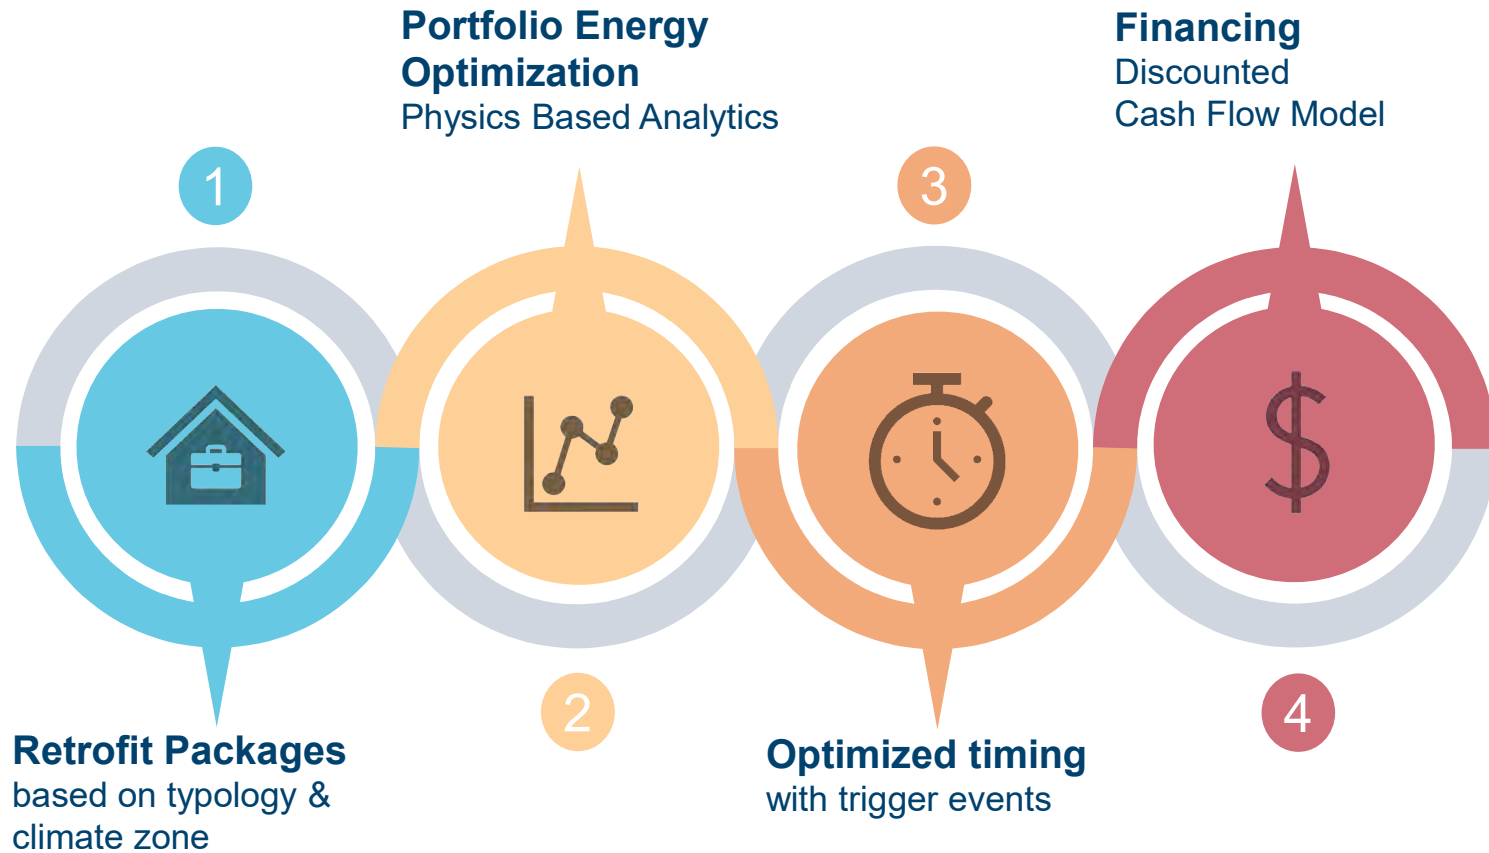 1
Retrofit Packages
based on typology &
climate zone
Portfolio Energy
Optimization
Physics Based Analytics
2
3
Optimized timing
with trigger events
Financing
Discounted
Cash Flow Model
4